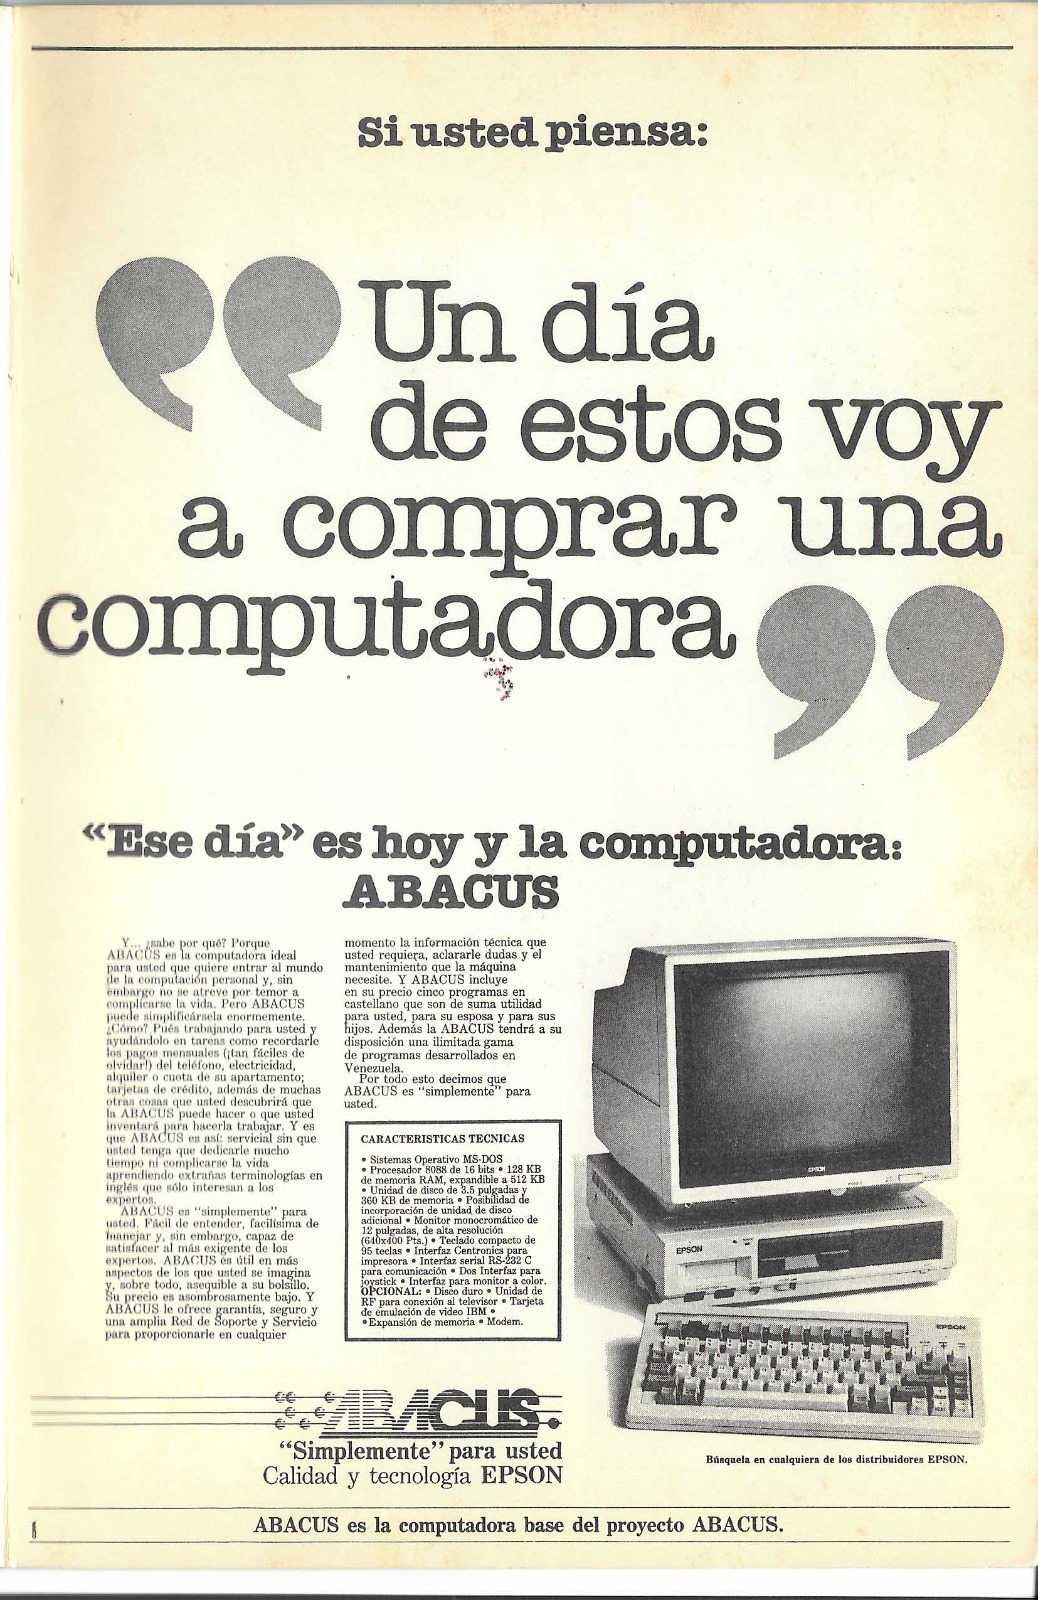 Si usted piensa:
“Un día
de estos voy
a comprar una
computadora”
“Ese día” es hoy y la computadora:
ABACUS
Y... ¿sabe por qué? Porque
ABACUS es la computadora ideal
para usted que quiere entrar al mundo
de la computación personal y, sin
embargo no se atreve por temor a
complicarse la vida. Pero ABACUS
puede simplificársela enormemente.
¿Cómo? Pués trabajando para usted y
ayudándolo en tareas como recordarle
los pagos mensuales (¡tan fáciles de
olvidar!) del teléfono, electricidad,
alquiler o cuota de su apartamento;
tarjetas de crédito, además de muchas
otras cosas que usted descubrirá que
la ABACUS puede hacer o que usted
inventará para hacerla trabajar. Y es
que ABACUS es así: servicial sin que
usted tenga que dedicarle mucho
tiempo ni complicarse la vida
aprendiendo extrañas terminologías en
inglés que sólo interesan a los
expertos.
ABACUS es "simplemente" para
usted. Fácil de entender, facilísima de
manejar y, sin embargo, capaz de
satisfacer al más exigente de los
expertos. ABACUS es útil en más
aspectos de los que usted se imagina
y, sobre todo, asequible a su bolsillo.
Su precio es asombrosamente bajo. Y
ABACUS le ofrece garantía, seguro y
una amplia Red de Soporte y Servicio
para proporcionarle en cualquier
momento la información técnica que
usted requiera, aclararle dudas y el
mantenimiento que la máquina
necesite. Y ABACUS incluye
en su precio cinco programas en
castellano que son de suma utilidad
para usted, para su esposa y para sus
hijos. Además la ABACUS tendrá a su
disposición una ilimitada gama
de programas desarrollados en
Venezuela.
Por todo esto decimos que
ABACUS es "simplemente" para
usted.
CARACTERISTICAS TECNICAS
• Sistemas Operativo MS-DOS
• Procesador 8088 de 16 bits • 128 KB
de memoria RAM, expandible a 512 KB
• Unidad de disco de 3.5 pulgadas y
360 KB de memoria • Posibilidad de
incorporación de unidad de disco
adicional • Monitor monocromático de
12 pulgadas, de alta resolución
(640x400 Pts.) • Teclado compacto de
95 teclas • Interfaz Centronics para
impresora • Interfaz serial RS-232 C
para comunicación • Dos Interfaz para
joystick • Interfaz para monitor a color.
OPCIONAL: • Disco duro • Unidad de
RF para conexión al televisor • Tarjeta
de emulación de video IBM •
• Expansión de memoria • Modem.
EPSON
EPSON
EPSON
ABACUS.
“Simplemente” para usted
Calidad y tecnología EPSON
Búsquela en cualquiera de los distribuidores EPSON.
ABACUS es la computadora base del proyecto ABACUS.